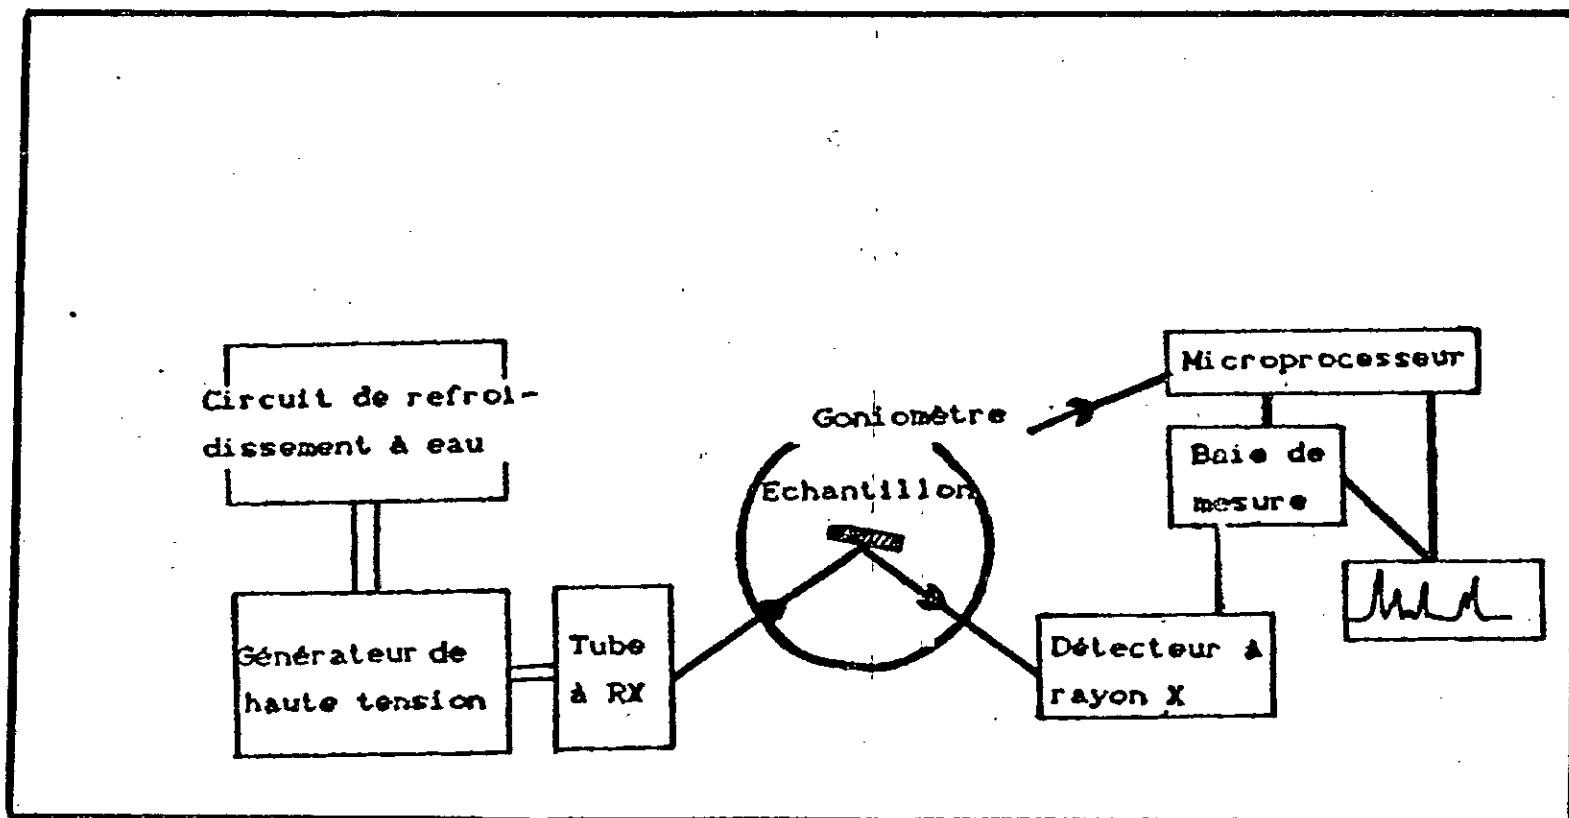 Circuit de refroi-
dissement à eau
Générateur de
haute tension
Tube
à RX
Goniomètre
Echantillon
Microprocesseur
Baie de
mesure
Détecteur à
rayon X